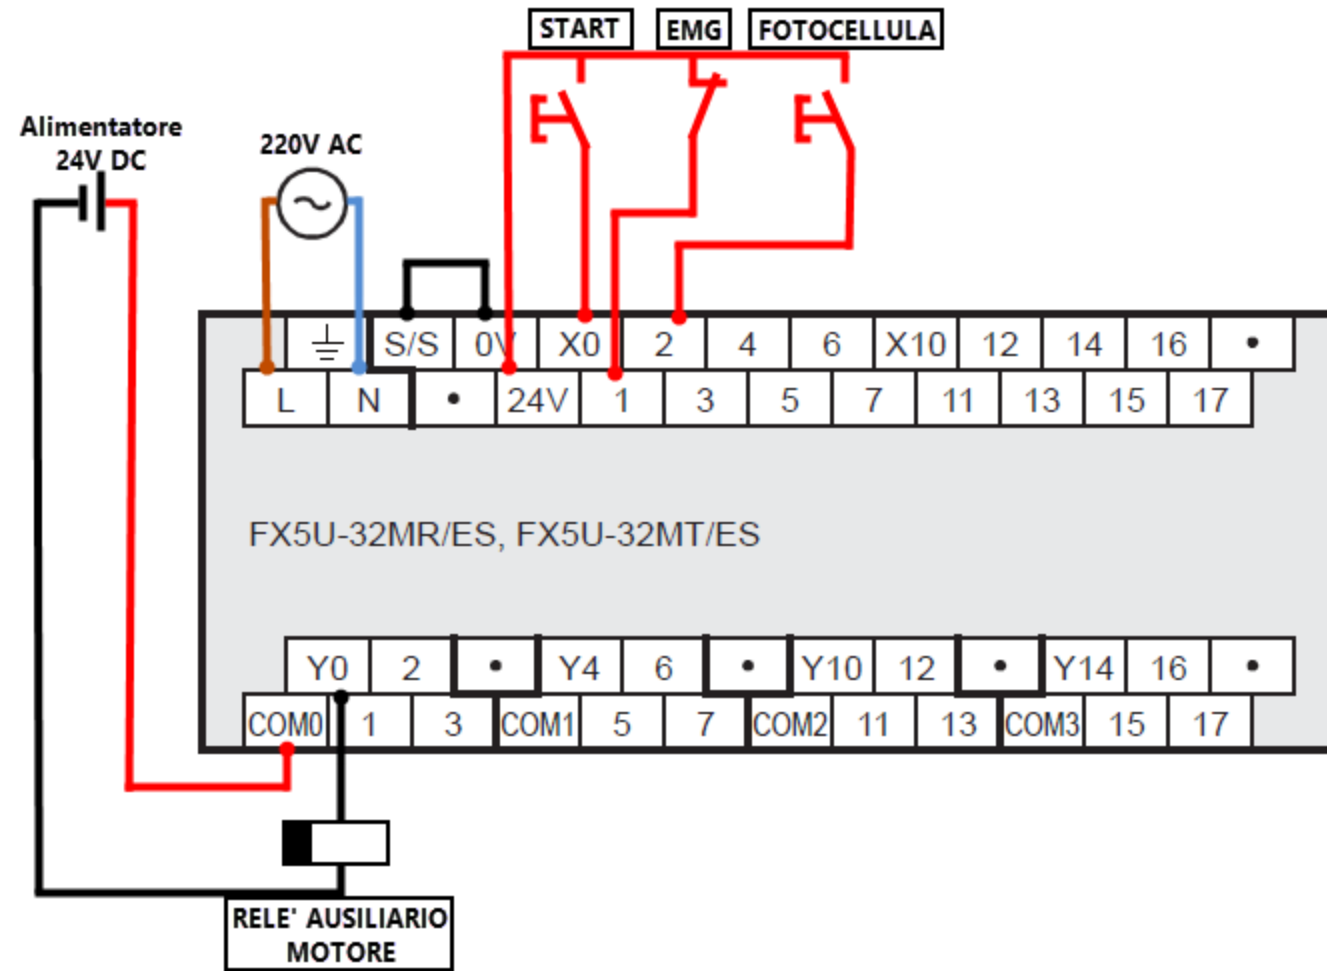 START EMG FOTOCELLULA
Alimentatore
24V DC
220V AC
S/S 0V X0 2 4 6 X10 12 14 16 •
L N • 24V 1 3 5 7 11 13 15 17
FX5U-32MR/ES, FX5U-32MT/ES
Y0 2 • Y4 6 • Y10 12 • Y14 16 •
COM0 1 3 COM1 5 7 COM2 11 13 COM3 15 17
RELE' AUSILIARIO
MOTORE